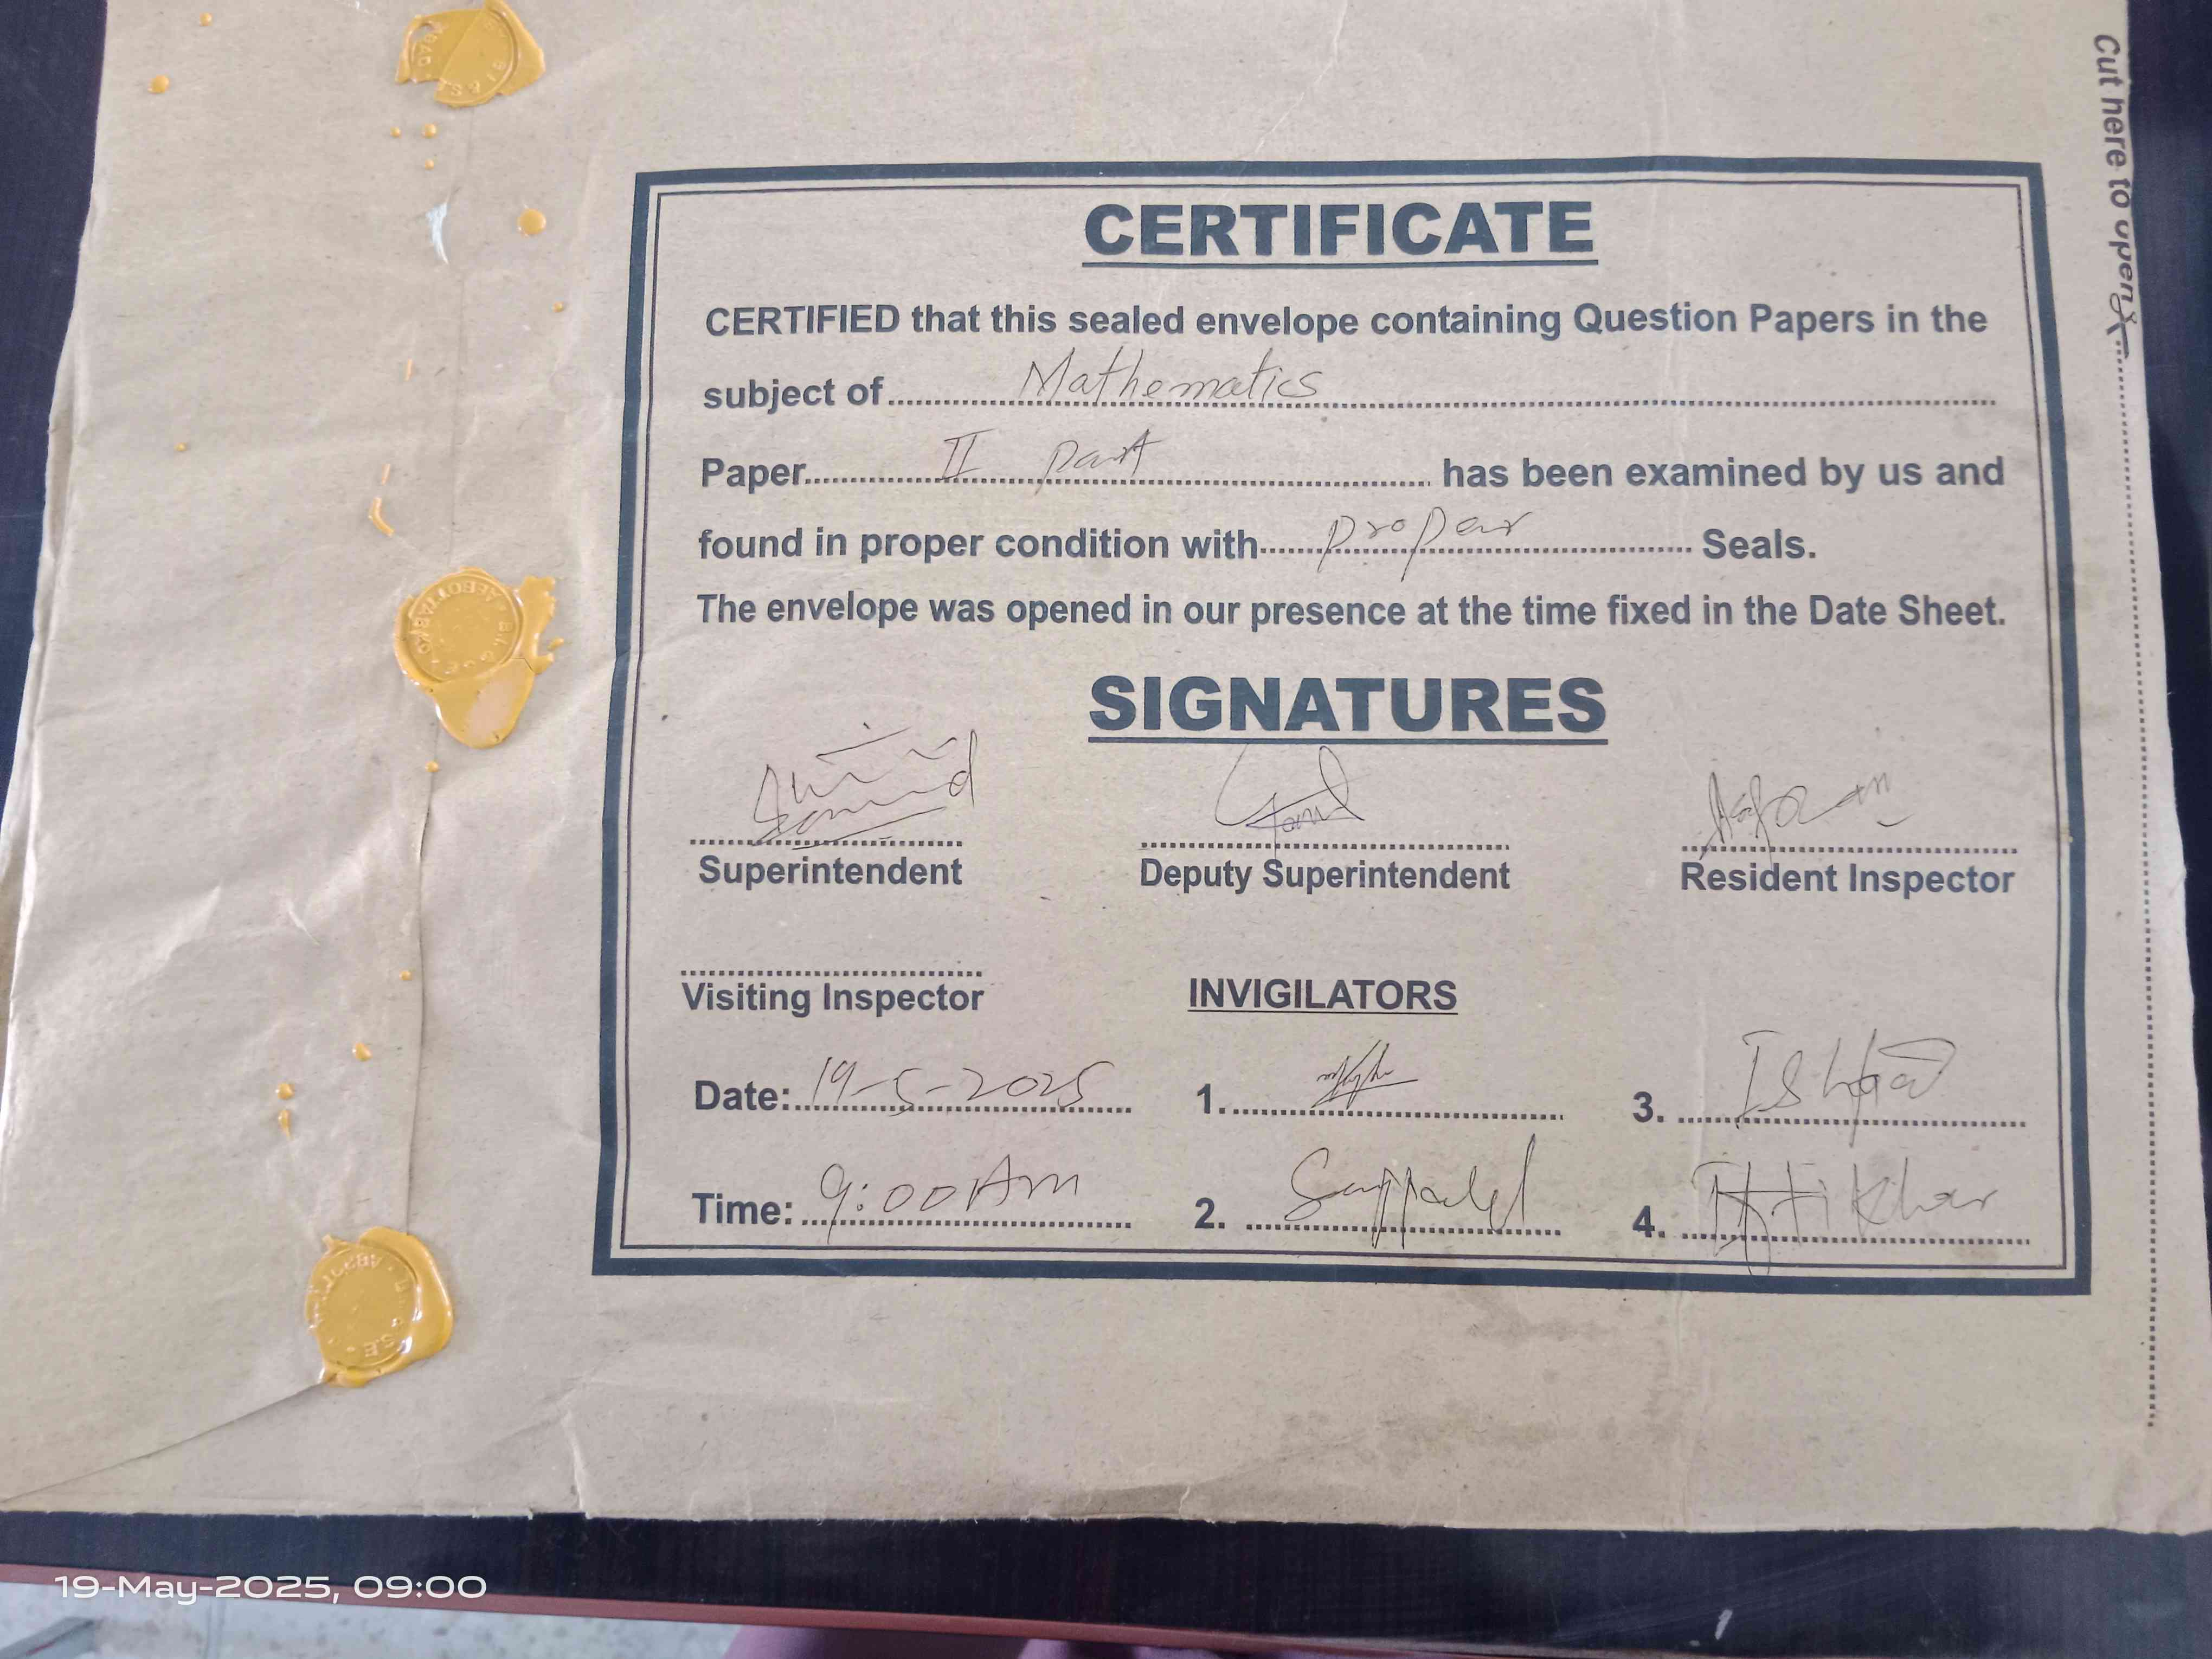 CERTIFICATE
CERTIFIED that this sealed envelope containing Question Papers in the
subject of Mathematics
Paper II part has been examined by us and
found in proper condition with proper Seals.
The envelope was opened in our presence at the time fixed in the Date Sheet.
SIGNATURES
Superintendent Deputy Superintendent Resident Inspector
Visiting Inspector INVIGILATORS
Date: 19-5-2025 1. 3.
Time: 9:00 Am 2. 4. Iftikhar
Cut here to open
19-May-2025, 09:00